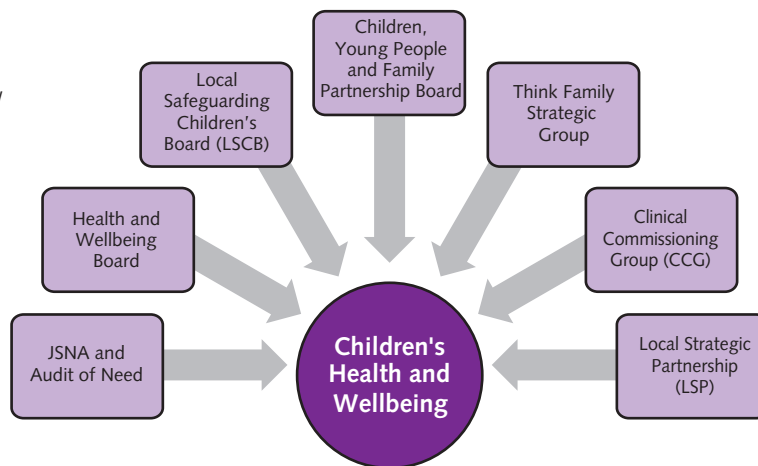 Children,
Young People
and Family
Partnership Board
Local
Safeguarding
Children's
Board (LSCB)
Think Family
Strategic
Group
Health and
Wellbeing
Board
Clinical
Commissioning
Group (CCG)
JSNA and
Audit of Need
Children's
Health and
Wellbeing
Local Strategic
Partnership
(LSP)